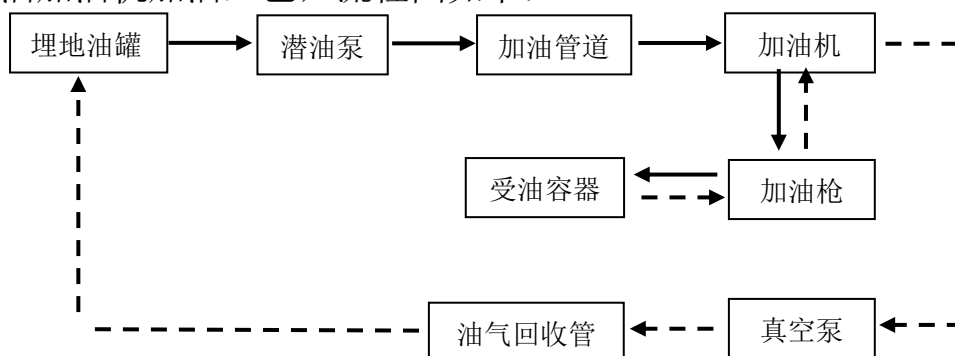 埋地油罐
潜油泵
加油管道
加油机
受油容器
加油枪
油气回收管
真空泵